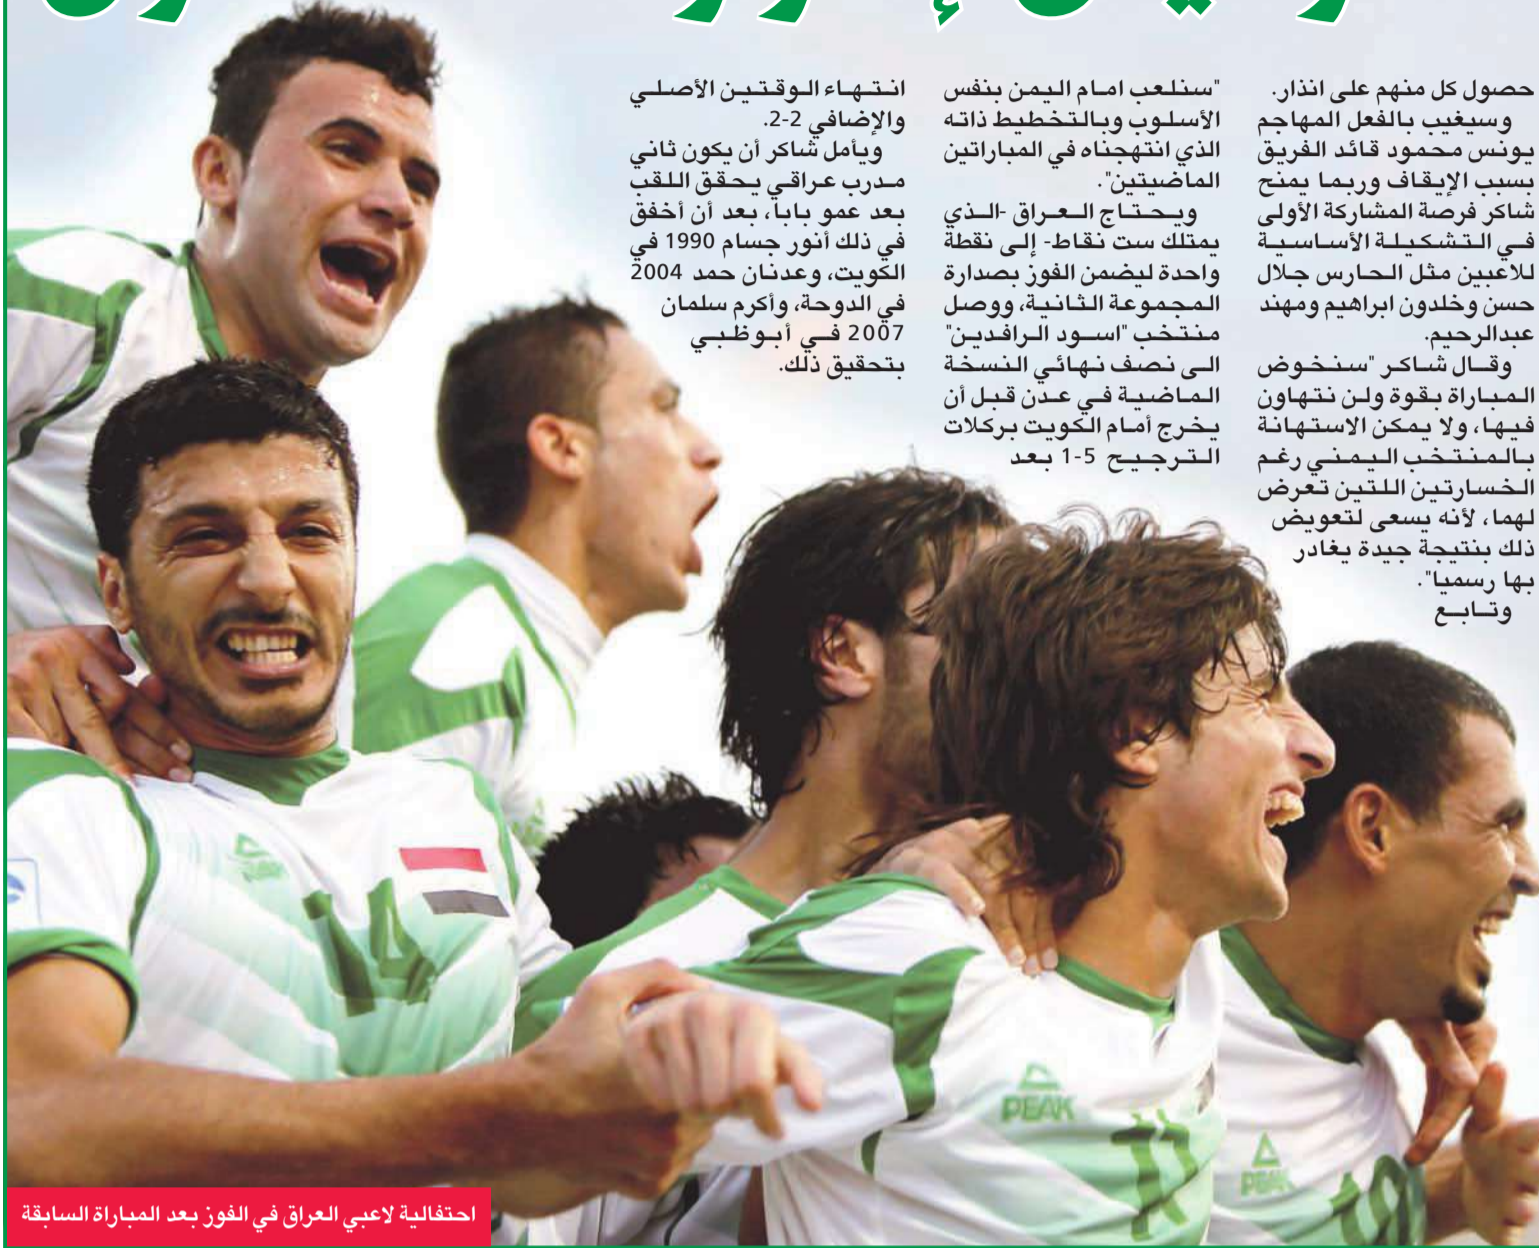 حصول كل منهم على انذار.
وسيغيب بالفعل المهاجم
يونس محمود قائد الفريق
بسبب الإيقاف وربما يمنح
شاكر فرصة المشاركة الأولى
في التشكيلة الأساسية
للاعبين مثل الحارس جلال
حسن وخلدون ابراهيم ومهند
عبدالرحيم.
وقال شاكر "سنخوض
المباراة بقوة ولن نتهاون
فيها، ولا يمكن الاستهانة
بالمنتخب اليمني رغم
الخسارتين اللتين تعرض
لهما، لأنه يسعى لتعويض
ذلك بنتيجة جيدة يغادر
بها رسميا".
وتابع
"سنلعب امام اليمن بنفس
الأسلوب وبالتخطيط ذاته
الذي انتهجناه في المباراتين
الماضيتين".
ويحتاج العراق -الذي
يمتلك ست نقاط- إلى نقطة
واحدة ليضمن الفوز بصدارة
المجموعة الثانية، ووصل
منتخب "اسود الرافدين"
الى نصف نهائي النسخة
الماضية في عدن قبل أن
يخرج أمام الكويت بركلات
الترجيح 5-1 بعد
انتهاء الوقتين الأصلي
والإضافي 2-2.
ويأمل شاكر أن يكون ثاني
مدرب عراقي يحقق اللقب
بعد عمو بابا، بعد أن أخفق
في ذلك أنور جسام 1990 في
الكويت، وعدنان حمد 2004
في الدوحة، وأكرم سلمان
2007 في أبوظبي
بتحقيق ذلك.
14
PEAK
11
PEAK
10
احتفالية لاعبي العراق في الفوز بعد المباراة السابقة